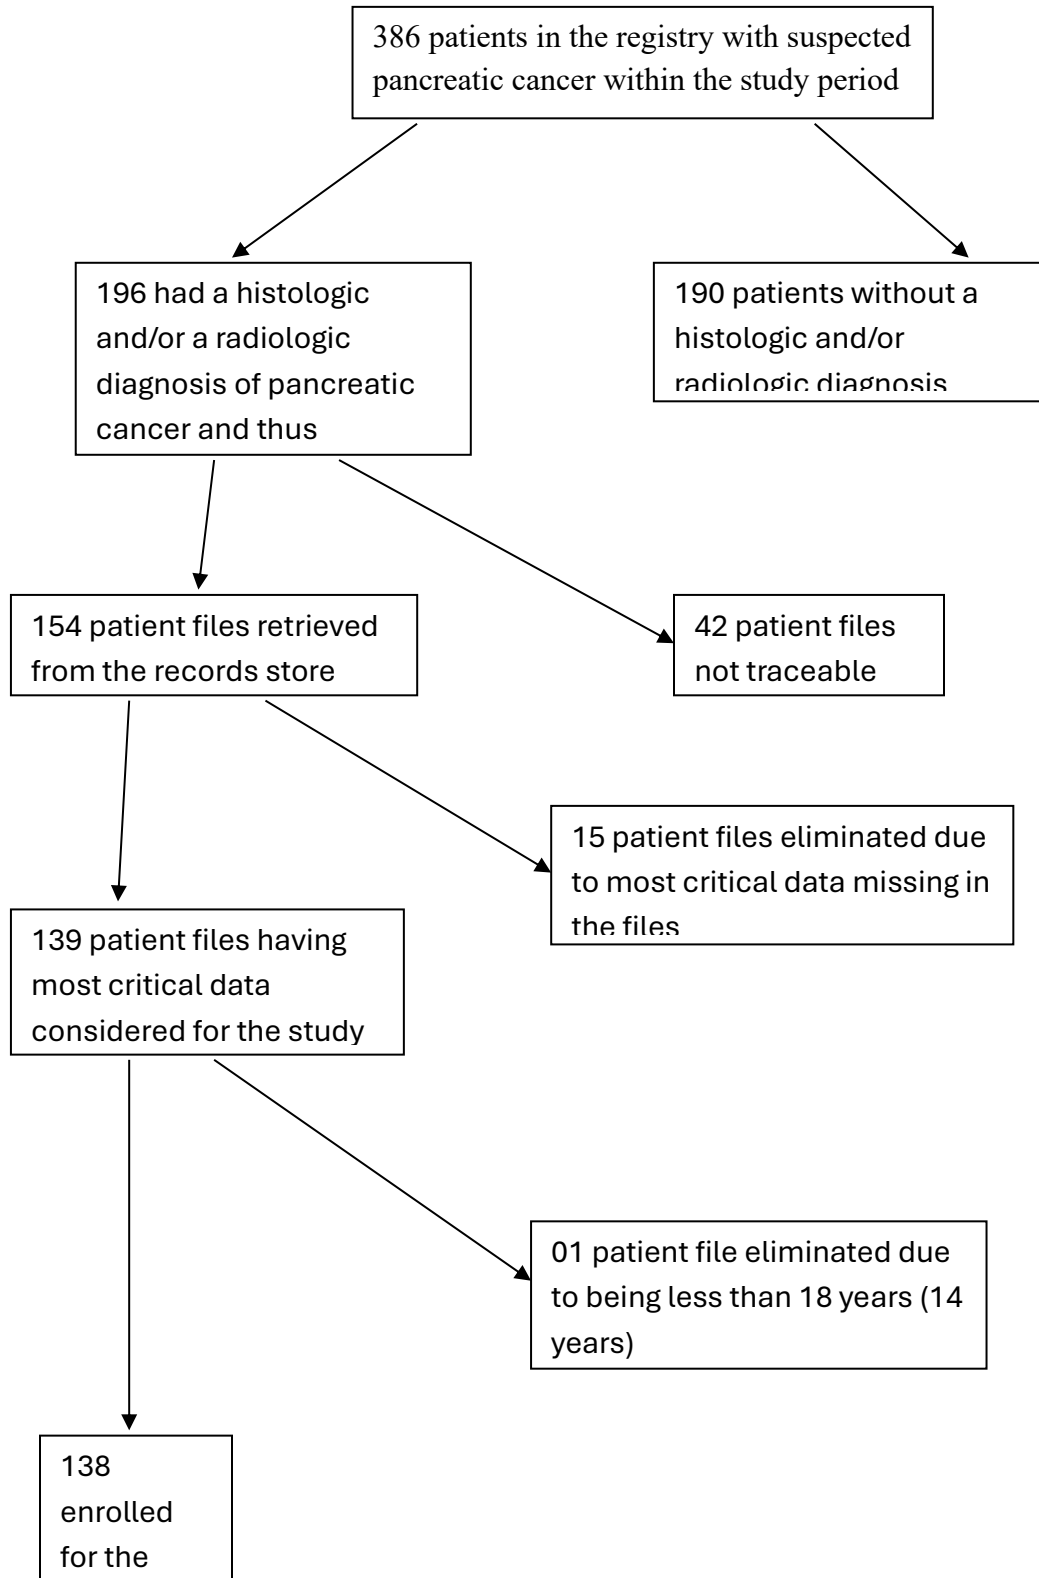 386 patients in the registry with suspected
pancreatic cancer within the study period
196 had a histologic
and/or a radiologic
diagnosis of pancreatic
cancer and thus
190 patients without a
histologic and/or
radiologic diagnosis
154 patient files retrieved
from the records store
42 patient files
not traceable
15 patient files eliminated due
to most critical data missing in
the files
139 patient files having
most critical data
considered for the study
01 patient file eliminated due
to being less than 18 years (14
years)
138
enrolled
for the